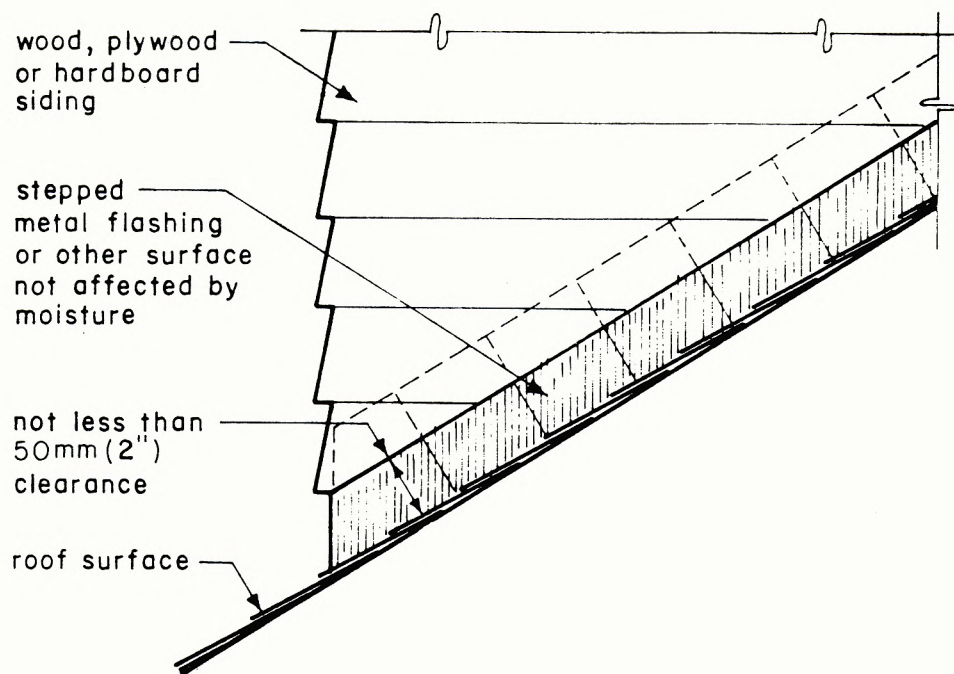 wood, plywood
or hardboard
siding
stepped
metal flashing
or other surface
not affected by
moisture
not less than
50mm (2")
clearance
roof surface